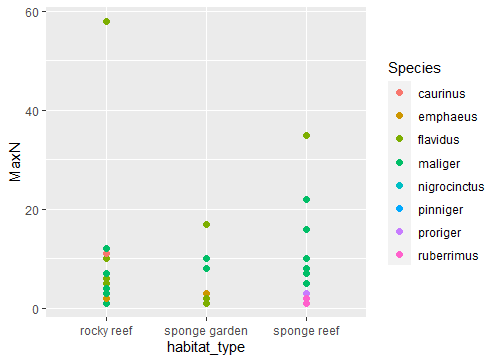 60
40
20
0
MaxN
rocky reef
sponge garden
sponge reef
habitat_type
Species
caurinus
emphaeus
flavidus
maliger
nigrocinctus
pinniger
proriger
ruberrimus